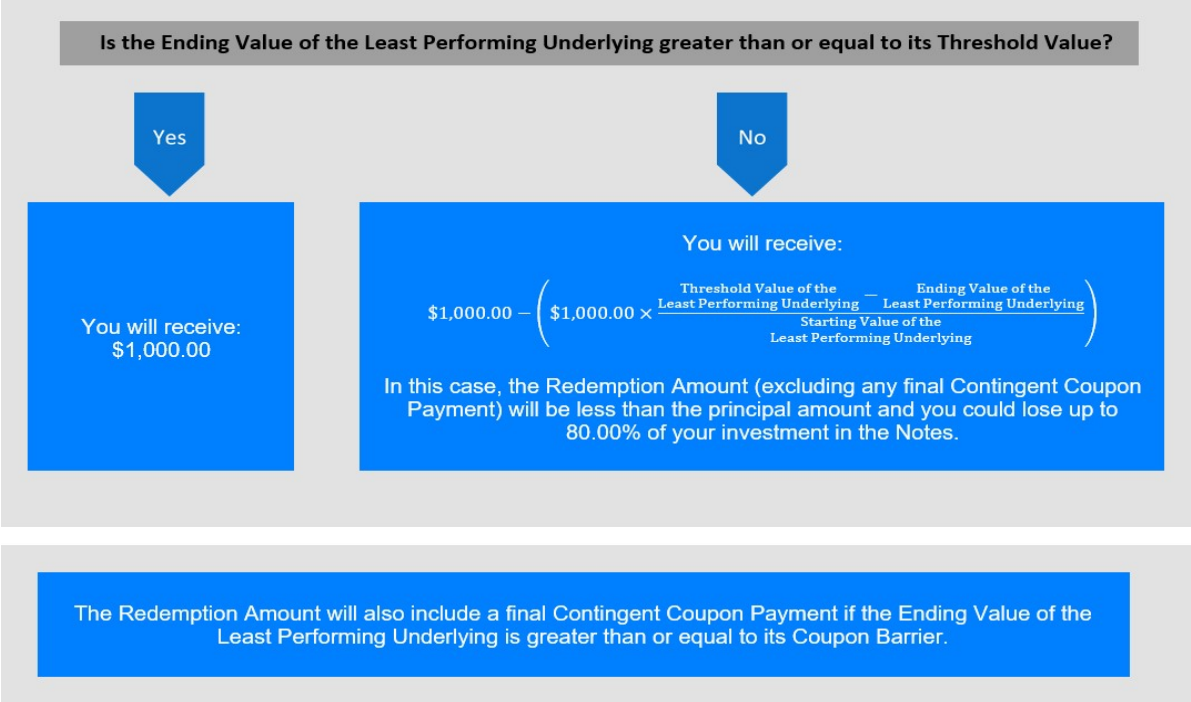 Is the Ending Value of the Least Performing Underlying greater than or equal to its Threshold Value?
Yes
No
You will receive:
$1,000.00
You will receive:
$1,000.00 − ($1,000.00 × (Threshold Value of the Least Performing Underlying − Ending Value of the Least Performing Underlying) / Starting Value of the Least Performing Underlying)
In this case, the Redemption Amount (excluding any final Contingent Coupon
Payment) will be less than the principal amount and you could lose up to
80.00% of your investment in the Notes.
The Redemption Amount will also include a final Contingent Coupon Payment if the Ending Value of the
Least Performing Underlying is greater than or equal to its Coupon Barrier.